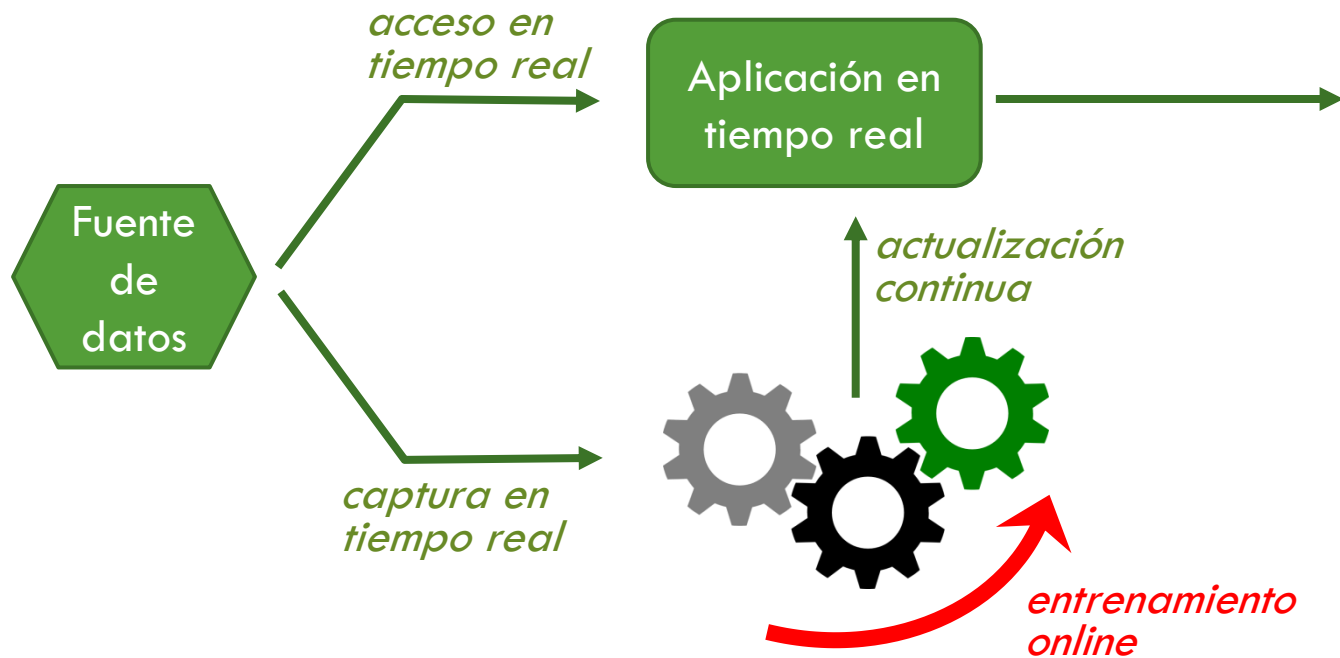 acceso en
tiempo real
Aplicación en
tiempo real
Fuente
de
datos
actualización
continua
captura en
tiempo real
entrenamiento
online